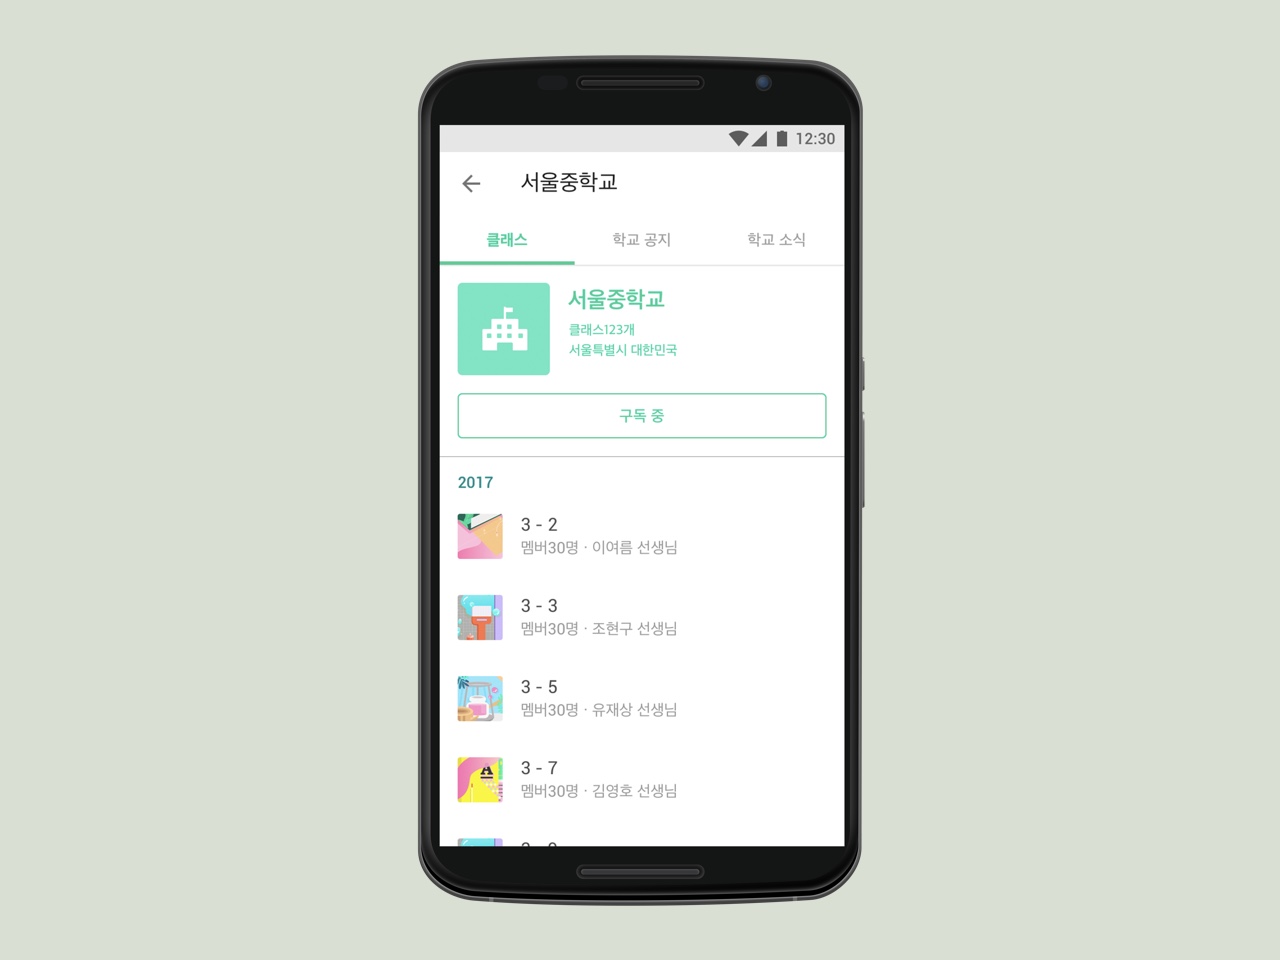 12:30
서울중학교
클래스 학교 공지 학교 소식
서울중학교
클래스123개
서울특별시 대한민국
구독 중
2017
3 - 2
멤버30명 · 이여름 선생님
3 - 3
멤버30명 · 조현구 선생님
3 - 5
멤버30명 · 유재상 선생님
3 - 7
멤버30명 · 김영호 선생님